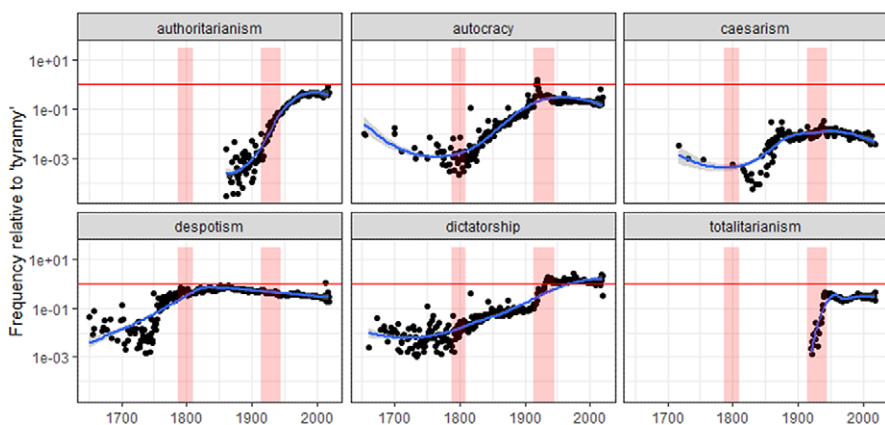 authoritarianism autocracy caesarism
1e+01
1e-01
1e-03
despotism dictatorship totalitarianism
1e+01
1e-01
1e-03
1700 1800 1900 2000 1700 1800 1900 2000 1700 1800 1900 2000
Frequency relative to 'tyranny'